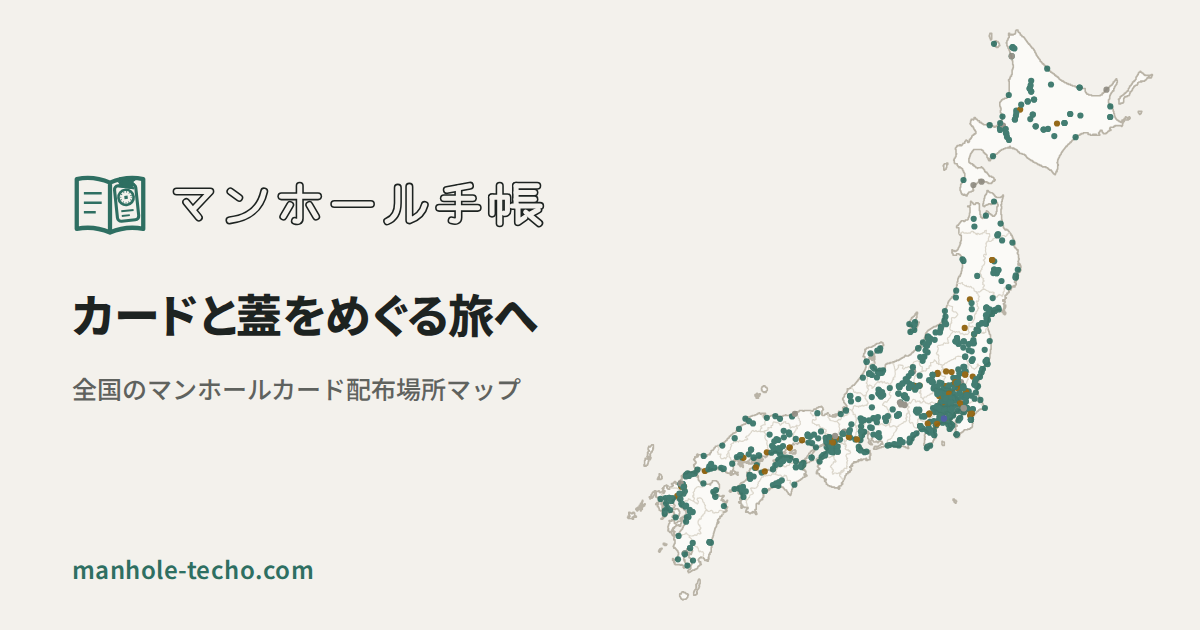 マンホール手帳
カードと蓋をめぐる旅へ
全国のマンホールカード配布場所マップ
manhole-techo.com